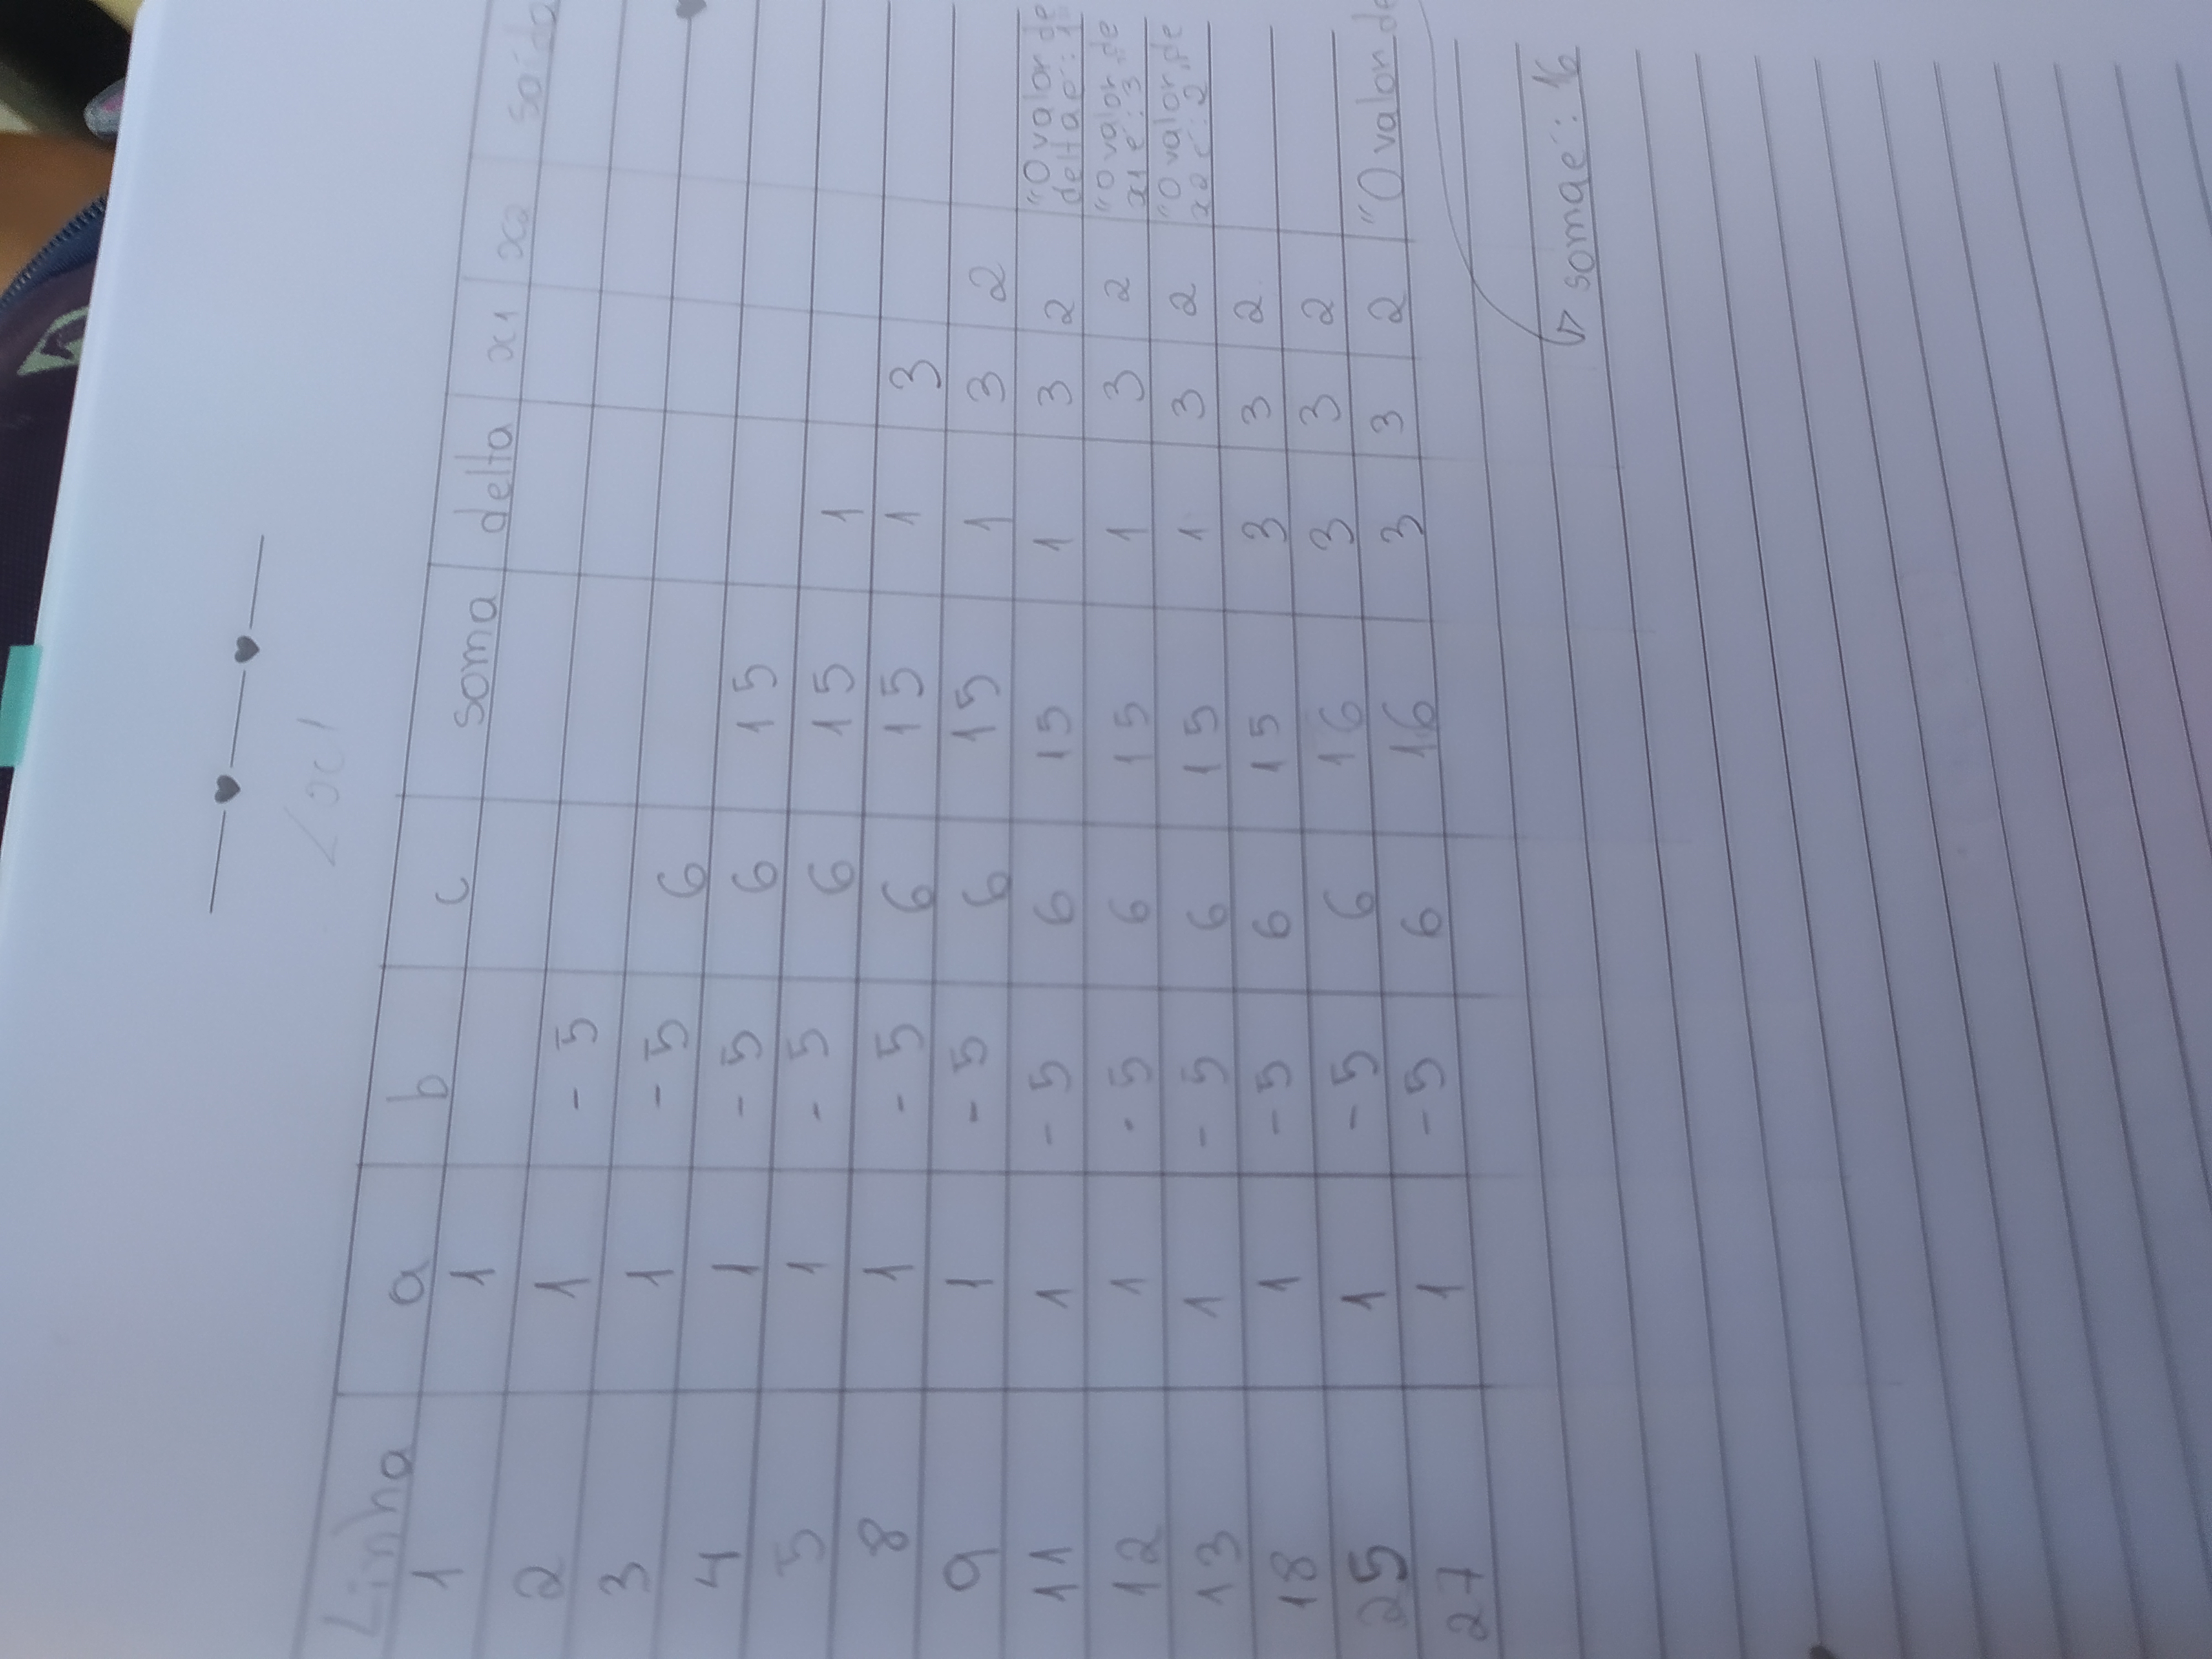 Linha a b c soma delta x1 x2 saída
1 1
2 1 - 5
3 1 - 5 6
4 1 - 5 6 15
5 1 - 5 6 15 1
8 1 - 5 6 15 1 3
9 1 - 5 6 15 1 3 2
11 1 - 5 6 15 1 3 2 "O valor de
delta é: 1
12 1 - 5 6 15 1 3 2 "O valor de
x1 é: 3"
13 1 - 5 6 15 1 3 2 "O valor de
x2 é: 2"
18 1 - 5 6 15 3 3 2
25 1 - 5 6 16 3 3 2
27 1 - 5 6 16 3 3 2 "O valor de
soma é: 16